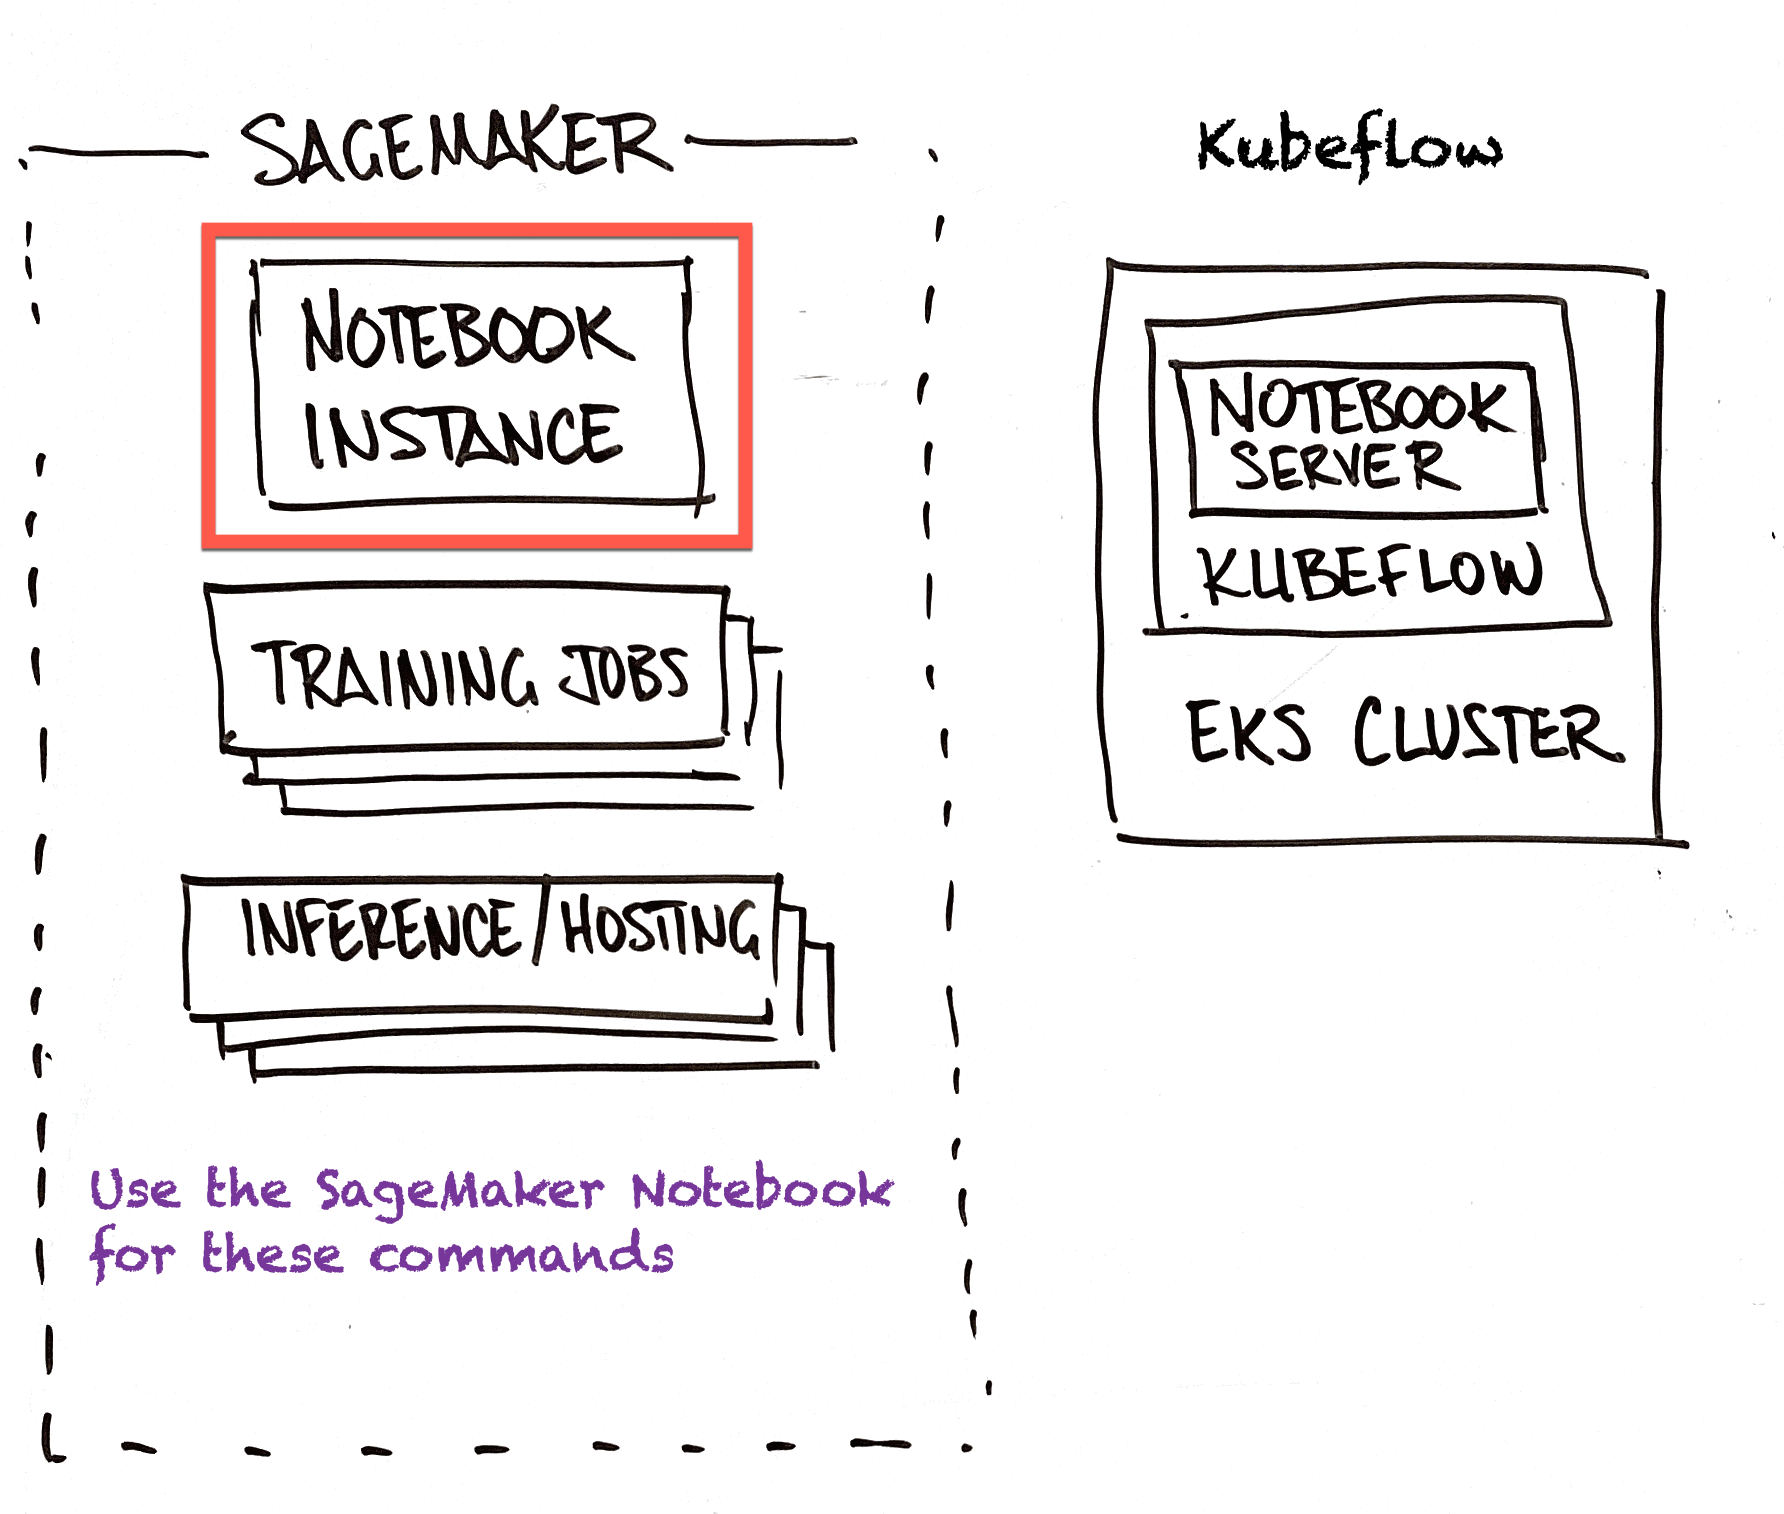 SAGEMAKER
NOTEBOOK
INSTANCE
TRAINING JOBS
INFERENCE/HOSTING
Use the SageMaker Notebook
for these commands
Kubeflow
NOTEBOOK
SERVER
KUBEFLOW
EKS CLUSTER